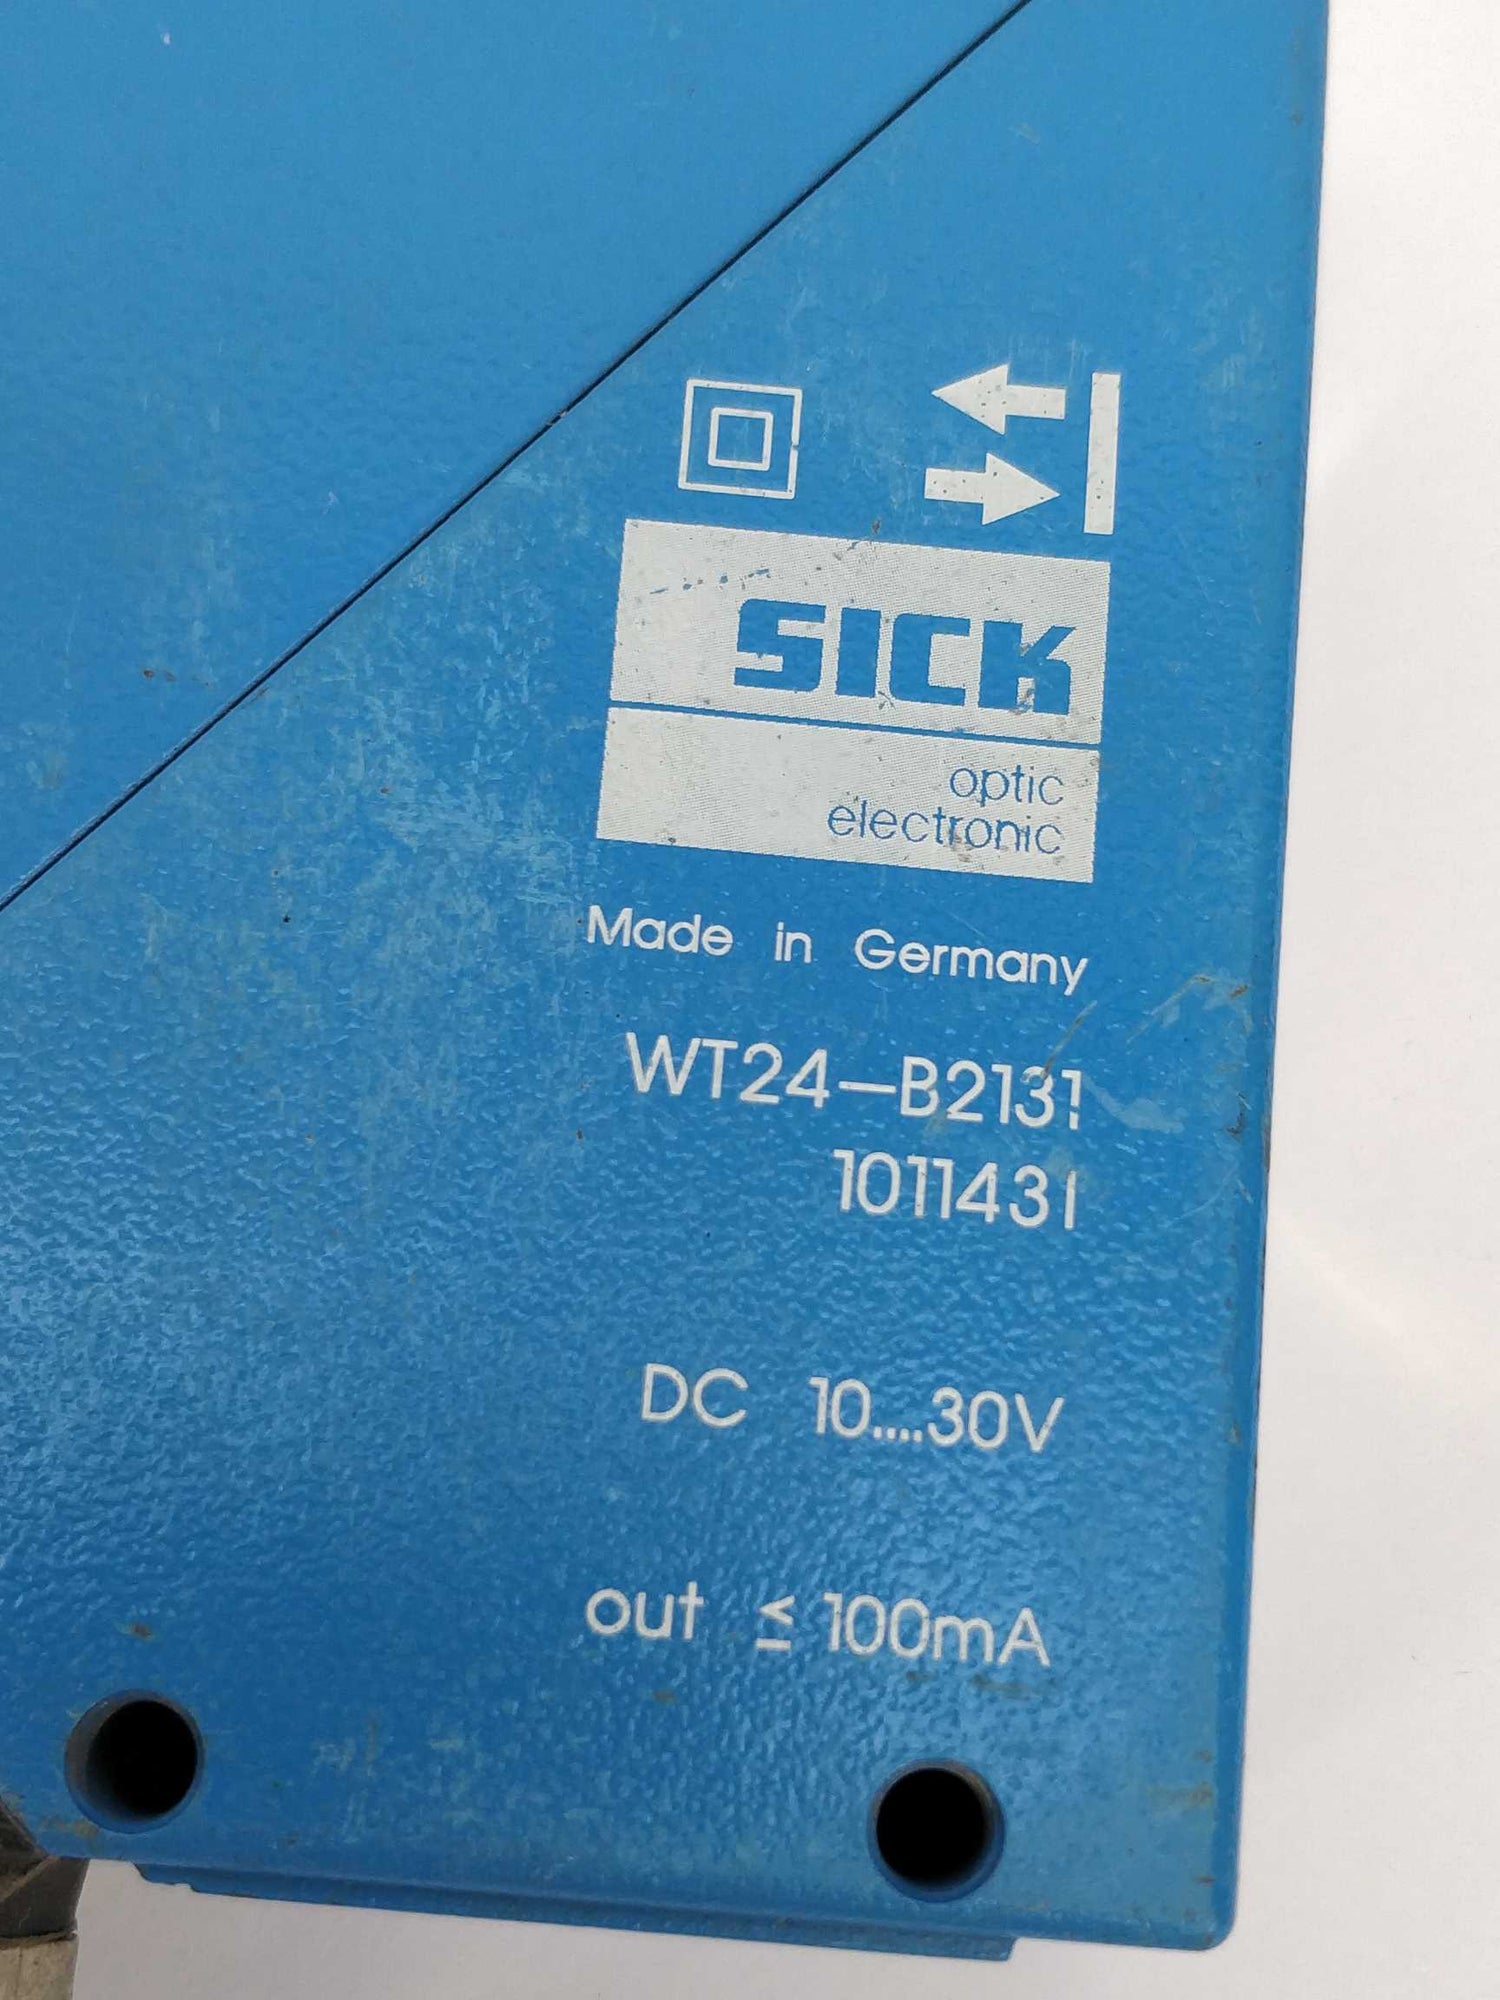 SICK
optic
electronic
Made in Germany
WT24-B2131
1011431
DC 10....30V
out ≤ 100mA